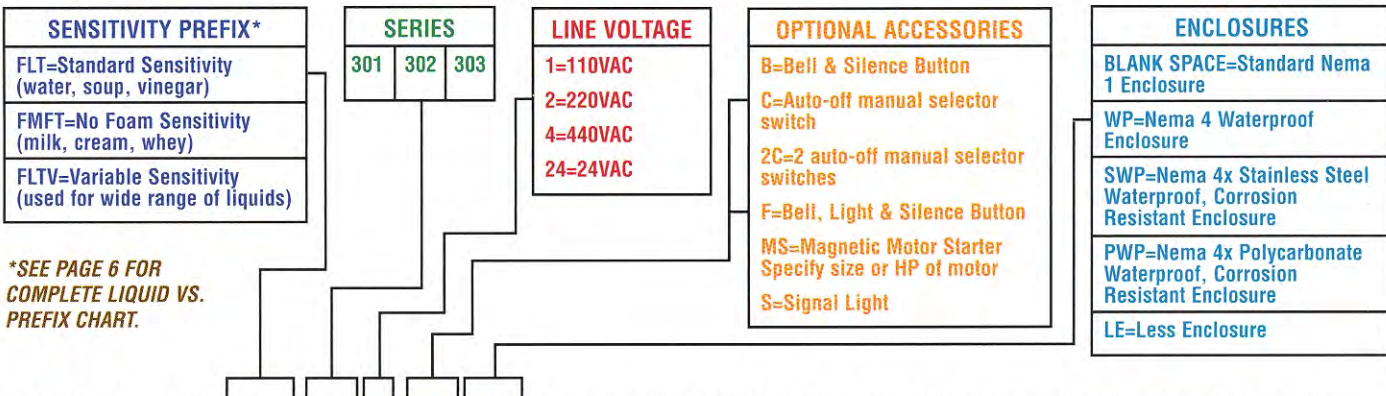 SENSITIVITY PREFIX*
FLT=Standard Sensitivity
(water, soup, vinegar)
FMFT=No Foam Sensitivity
(milk, cream, whey)
FLTV=Variable Sensitivity
(used for wide range of liquids)
*SEE PAGE 6 FOR
COMPLETE LIQUID VS.
PREFIX CHART.
SERIES
301 302 303
LINE VOLTAGE
1=110VAC
2=220VAC
4=440VAC
24=24VAC
OPTIONAL ACCESSORIES
B=Bell & Silence Button
C=Auto-off manual selector
switch
2C=2 auto-off manual selector
switches
F=Bell, Light & Silence Button
MS=Magnetic Motor Starter
Specify size or HP of motor
S=Signal Light
ENCLOSURES
BLANK SPACE=Standard Nema
1 Enclosure
WP=Nema 4 Waterproof
Enclosure
SWP=Nema 4x Stainless Steel
Waterproof, Corrosion
Resistant Enclosure
PWP=Nema 4x Polycarbonate
Waterproof, Corrosion
Resistant Enclosure
LE=Less Enclosure